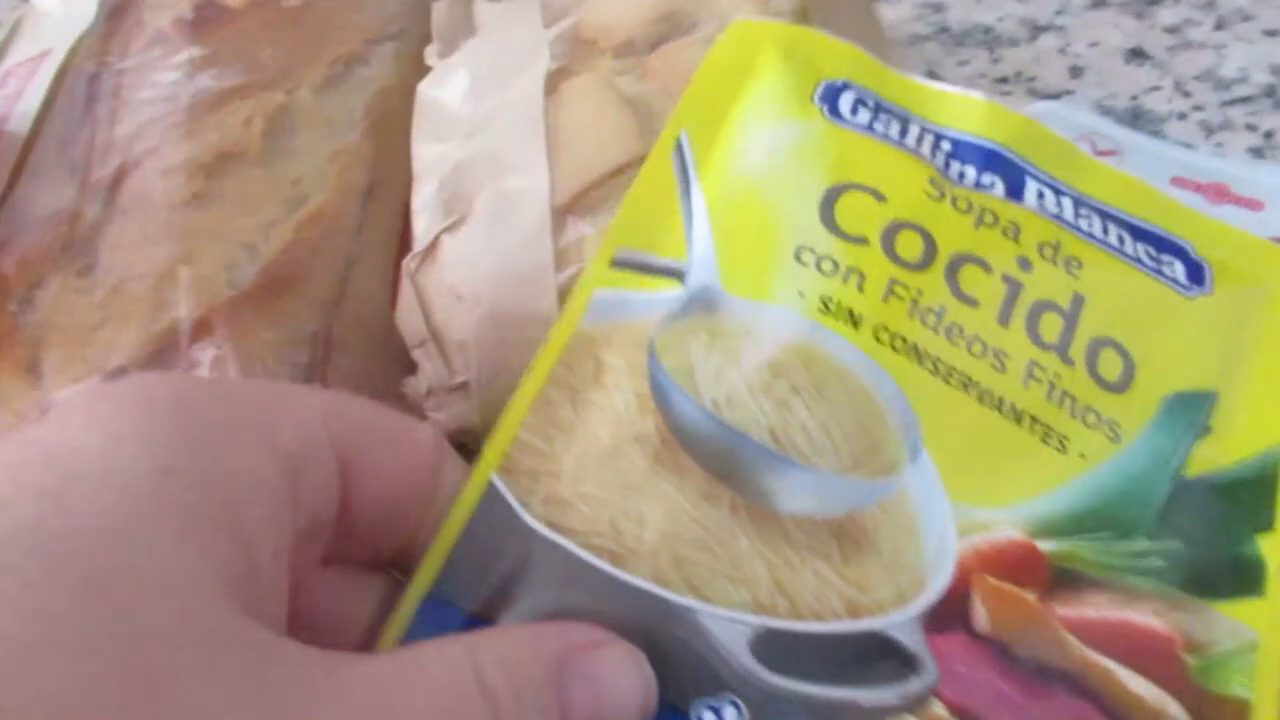 Gallina Blanca
Sopa de
Cocido
con Fideos Finos
· SIN CONSERVANTES ·